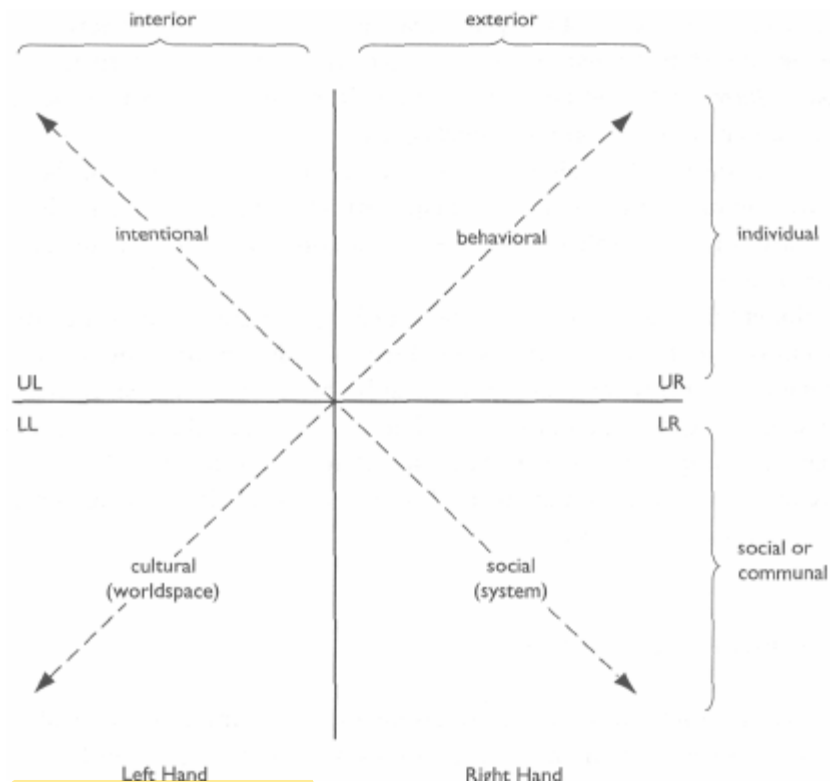 interior
exterior
intentional
behavioral
individual
UL
UR
LL
LR
cultural
(worldspace)
social
(system)
social or
communal
Left Hand
Right Hand